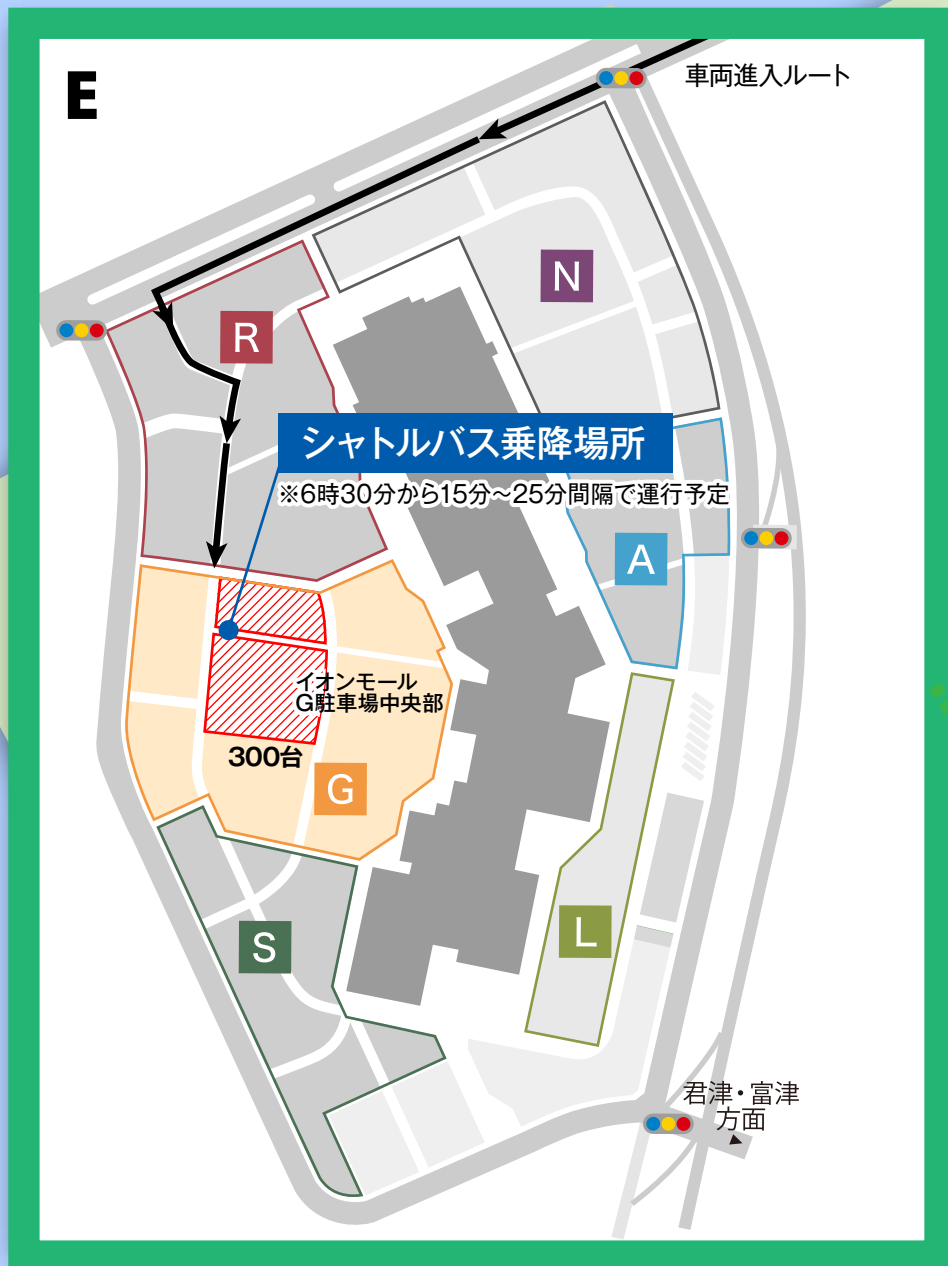 E
車両進入ルート
N
R
シャトルバス乗降場所
※6時30分から15分～25分間隔で運行予定
A
イオンモール
G駐車場中央部
300台
G
S
L
君津・富津
方面